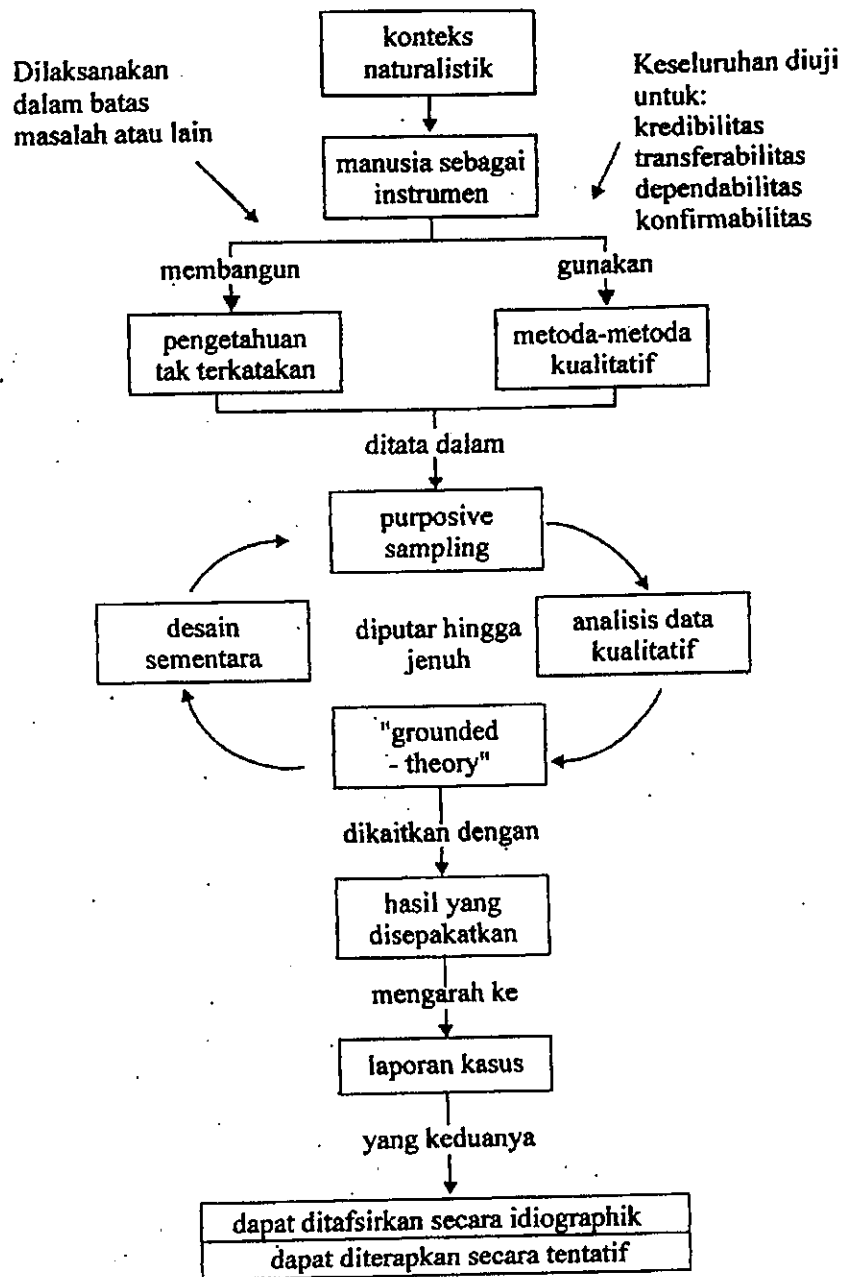 konteks
naturalistik
Dilaksanakan
dalam batas
masalah atau lain
Keseluruhan diuji
untuk:
kredibilitas
transferabilitas
dependabilitas
konfirmabilitas
manusia sebagai
instrumen
membangun
gunakan
pengetahuan
tak terkatakan
metoda-metoda
kualitatif
ditata dalam
purposive
sampling
desain
sementara
diputar hingga
jenuh
analisis data
kualitatif
"grounded
- theory"
dikaitkan dengan
hasil yang
disepakatkan
mengarah ke
laporan kasus
yang keduanya
dapat ditafsirkan secara idiographik
dapat diterapkan secara tentatif